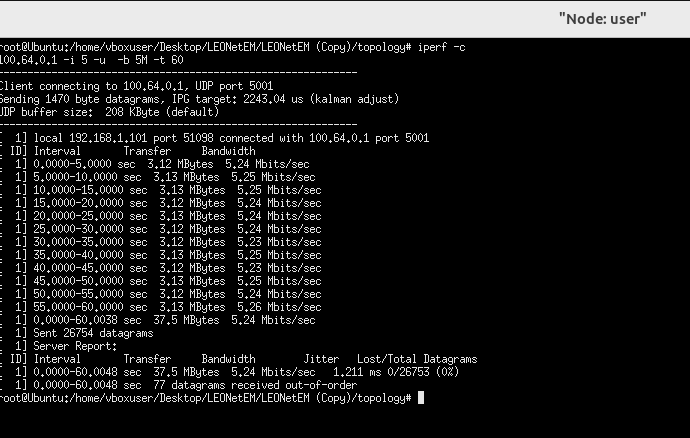 "Node: user"
root@Ubuntu:/home/vboxuser/Desktop/LEONetEM/LEONetEM (Copy)/topology# iperf -c
100.64.0.1 -i 5 -u  -b 5M -t 60
------------------------------------------------------------
Client connecting to 100.64.0.1, UDP port 5001
Sending 1470 byte datagrams, IPG target: 2243.04 us (kalman adjust)
UDP buffer size:  208 KByte (default)
------------------------------------------------------------
[  1] local 192.168.1.101 port 51098 connected with 100.64.0.1 port 5001
[ ID] Interval       Transfer     Bandwidth
[  1] 0.0000-5.0000 sec  3.12 MBytes  5.24 Mbits/sec
[  1] 5.0000-10.0000 sec  3.13 MBytes  5.25 Mbits/sec
[  1] 10.0000-15.0000 sec  3.13 MBytes  5.25 Mbits/sec
[  1] 15.0000-20.0000 sec  3.12 MBytes  5.24 Mbits/sec
[  1] 20.0000-25.0000 sec  3.13 MBytes  5.24 Mbits/sec
[  1] 25.0000-30.0000 sec  3.12 MBytes  5.24 Mbits/sec
[  1] 30.0000-35.0000 sec  3.12 MBytes  5.23 Mbits/sec
[  1] 35.0000-40.0000 sec  3.13 MBytes  5.25 Mbits/sec
[  1] 40.0000-45.0000 sec  3.12 MBytes  5.23 Mbits/sec
[  1] 45.0000-50.0000 sec  3.13 MBytes  5.25 Mbits/sec
[  1] 50.0000-55.0000 sec  3.12 MBytes  5.24 Mbits/sec
[  1] 55.0000-60.0000 sec  3.13 MBytes  5.26 Mbits/sec
[  1] 0.0000-60.0038 sec  37.5 MBytes  5.24 Mbits/sec
[  1] Sent 26754 datagrams
[  1] Server Report:
[ ID] Interval       Transfer     Bandwidth        Jitter   Lost/Total Datagrams
[  1] 0.0000-60.0048 sec  37.5 MBytes  5.24 Mbits/sec   1.211 ms 0/26753 (0%)
[  1] 0.0000-60.0048 sec  77 datagrams received out-of-order
root@Ubuntu:/home/vboxuser/Desktop/LEONetEM/LEONetEM (Copy)/topology#